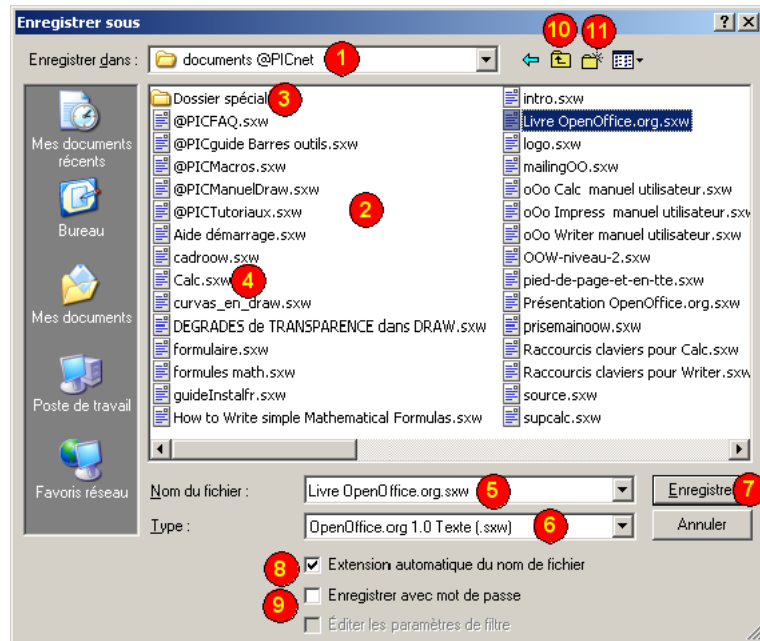 Enregistrer sous
10
11
Enregistrer dans :
documents @PICnet
1
Mes documents récents
Bureau
Mes documents
Poste de travail
Favoris réseau
Dossier spécial
3
@PICFAQ.sxw
@PICguide Barres outils.sxw
@PICMacros.sxw
@PICManuelDraw.sxw
@PICTutoriaux.sxw
2
Aide démarrage.sxw
cadroow.sxw
Calc.sxw
4
curvas_en_draw.sxw
DEGRADES de TRANSPARENCE dans DRAW.sxw
formulaire.sxw
formules math.sxw
guideInstalfr.sxw
How to Write simple Mathematical Formulas.sxw
intro.sxw
Livre OpenOffice.org.sxw
logo.sxw
mailingOO.sxw
oOo Calc manuel utilisateur.sxw
oOo Impress manuel utilisateur.sxw
oOo Writer manuel utilisateur.sxw
OOW-niveau-2.sxw
pied-de-page-et-en-tte.sxw
Présentation OpenOffice.org.sxw
prisemainoow.sxw
Raccourcis claviers pour Calc.sxw
Raccourcis claviers pour Writer.sxw
source.sxw
supcalc.sxw
Nom du fichier :
Livre OpenOffice.org.sxw
5
Enregistrer
7
Type :
OpenOffice.org 1.0 Texte (.sxw)
6
Annuler
8
Extension automatique du nom de fichier
9
Enregistrer avec mot de passe
Éditer les paramètres de filtre